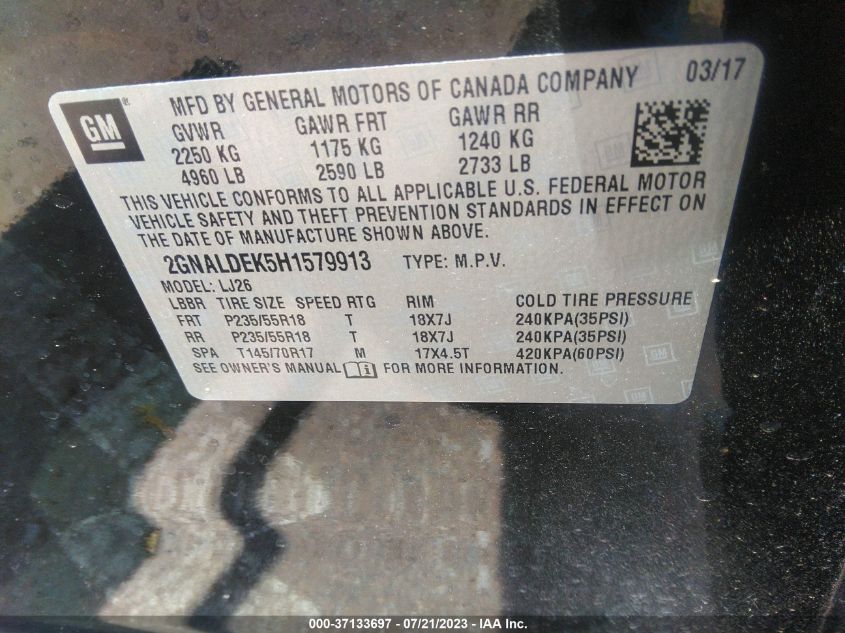 MFD BY GENERAL MOTORS OF CANADA COMPANY 03/17
GM
GVWR GAWR FRT GAWR RR
2250 KG 1175 KG 1240 KG
4960 LB 2590 LB 2733 LB
THIS VEHICLE CONFORMS TO ALL APPLICABLE U.S. FEDERAL MOTOR
VEHICLE SAFETY AND THEFT PREVENTION STANDARDS IN EFFECT ON
THE DATE OF MANUFACTURE SHOWN ABOVE.
2GNALDEK5H1579913 TYPE: M.P.V.
MODEL: LJ26
LBBR TIRE SIZE SPEED RTG RIM COLD TIRE PRESSURE
FRT P235/55R18 T 18X7J 240KPA(35PSI)
RR P235/55R18 T 18X7J 240KPA(35PSI)
SPA T145/70R17 M 17X4.5T 420KPA(60PSI)
SEE OWNER'S MANUAL FOR MORE INFORMATION.
000-37133697 - 07/21/2023 - IAA Inc.